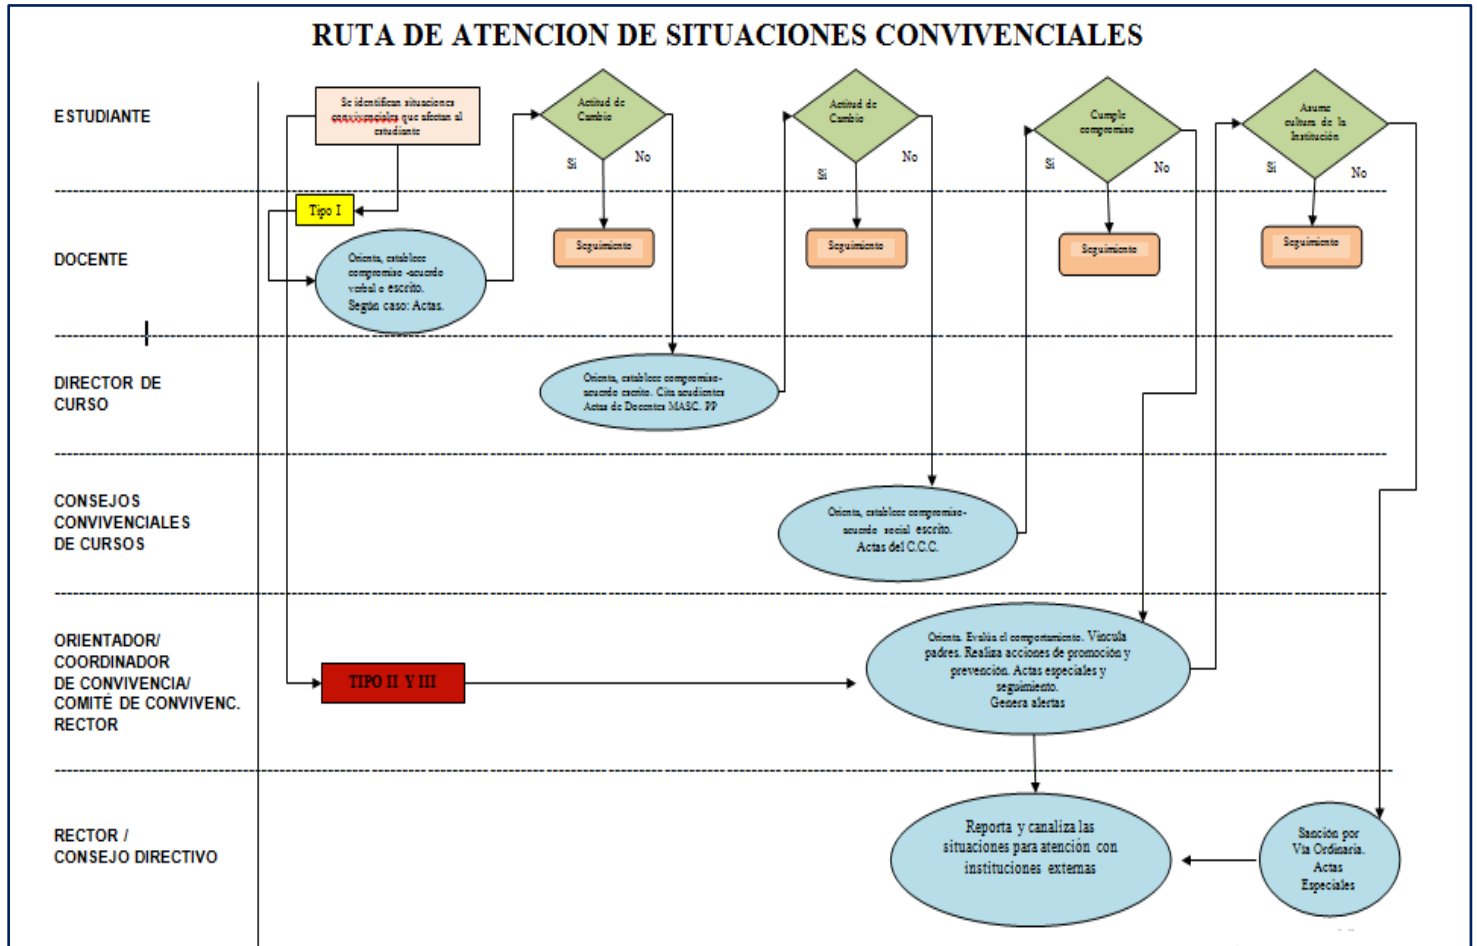 RUTA DE ATENCION DE SITUACIONES CONVIVENCIALES
ESTUDIANTE
Se identifican situaciones
convivenciales que afectan al
estudiante
Actitud de
Cambio
Si
No
Actitud de
Cambio
Si
No
Cumple
compromiso
Si
No
Asume
cultura de la
Institución
Si
No
DOCENTE
Tipo I
Orienta, establece
compromiso -acuerdo
verbal o escrito.
Según caso: Actas.
Seguimiento
Seguimiento
Seguimiento
Seguimiento
DIRECTOR DE
CURSO
Orienta, establece compromiso-
acuerdo escrito. Cita acudientes
Actas de Docentes MASC. PP
CONSEJOS
CONVIVENCIALES
DE CURSOS
Orienta, establece compromiso-
acuerdo social escrito.
Actas del C.C.C.
ORIENTADOR/
COORDINADOR
DE CONVIVENCIA/
COMITÉ DE CONVIVENC.
RECTOR
TIPO II Y III
Orienta. Evalúa el comportamiento. Vincula
padres. Realiza acciones de promoción y
prevención. Actas especiales y
seguimiento.
Genera alertas
RECTOR /
CONSEJO DIRECTIVO
Reporta y canaliza las
situaciones para atención con
instituciones externas
Sanción por
Vía Ordinaria.
Actas
Especiales